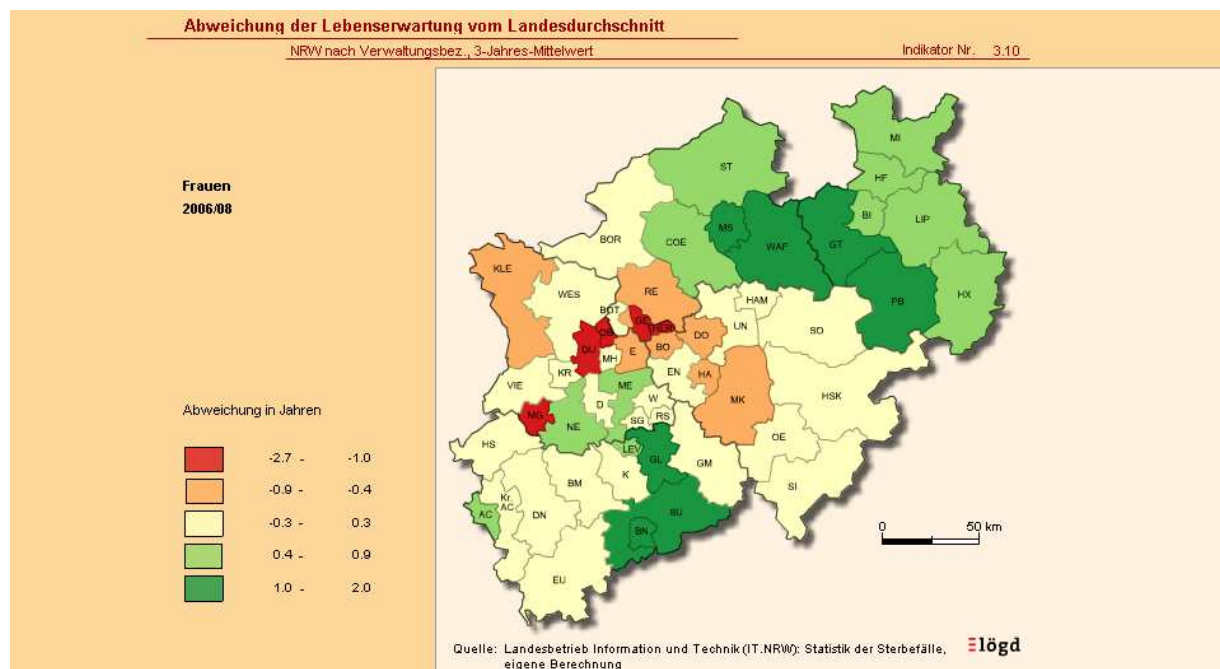 Abweichung der Lebenserwartung vom Landesdurchschnitt
NRW nach Verwaltungsbez., 3-Jahres-Mittelwert Indikator Nr. 3.10
Frauen
2006/08
MI
ST
HF
BI
LIP
MS
WAF
GT
BOR
COE
KLE
WES
RE
PB
HX
BOT
HAM
GE
HER
OB
UN
SO
DO
DU
MH
E
BO
KR
EN
HA
VIE
ME
HSK
W
MK
D
MG
NE
SG
RS
OE
HS
LEV
GL
GM
K
BM
SI
Kr.
AC
AC
DN
SU
BN
EU
0 50 km
Abweichung in Jahren
-2.7 - -1.0
-0.9 - -0.4
-0.3 - 0.3
0.4 - 0.9
1.0 - 2.0
Quelle: Landesbetrieb Information und Technik (IT.NRW): Statistik der Sterbefälle,
eigene Berechnung
lögd